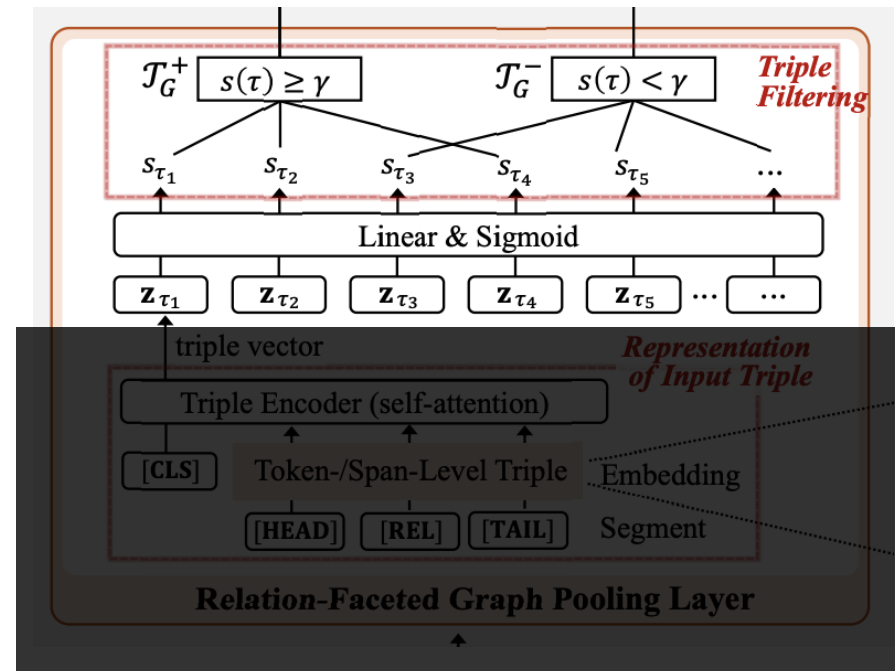 𝒯_G^+ s(τ) ≥ γ 𝒯_G^- s(τ) < γ Triple
Filtering
s_τ₁ s_τ₂ s_τ₃ s_τ₄ s_τ₅ ...
Linear & Sigmoid
z_τ₁ z_τ₂ z_τ₃ z_τ₄ z_τ₅ ... ...
triple vector Representation
of Input Triple
Triple Encoder (self-attention)
[CLS] Token-/Span-Level Triple Embedding
[HEAD] [REL] [TAIL] Segment
Relation-Faceted Graph Pooling Layer